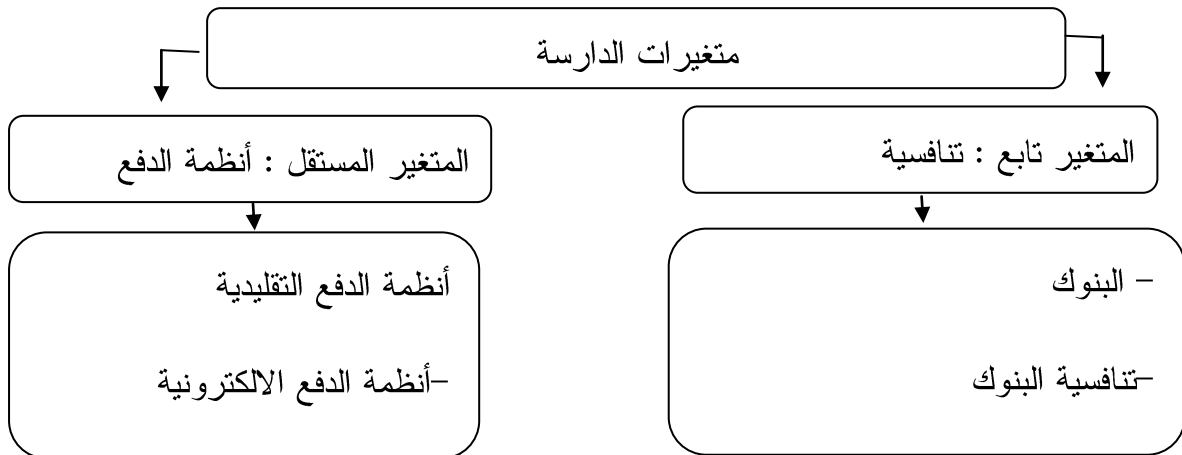 متغيرات الدارسة
المتغير تابع : تنافسية
المتغير المستقل : أنظمة الدفع
– البنوك
–تنافسية البنوك
أنظمة الدفع التقليدية
–أنظمة الدفع الالكترونية